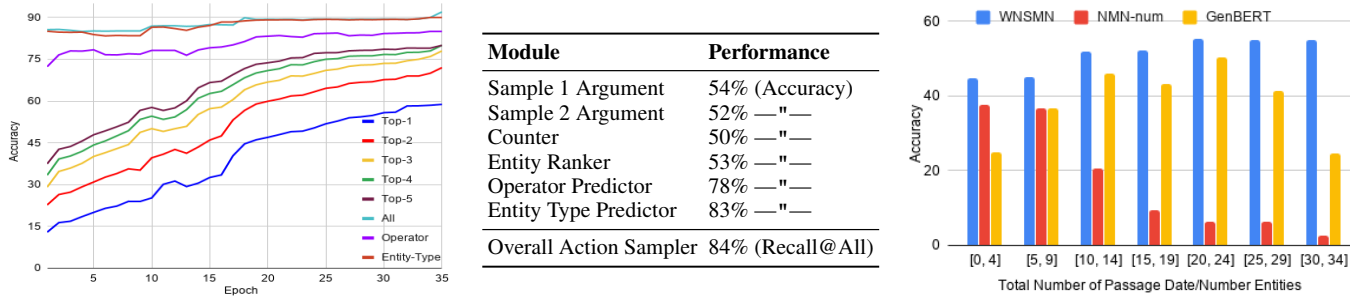 90
75
60
45
30
15
0
Accuracy
5
10
15
20
25
30
35
Epoch
Top-1
Top-2
Top-3
Top-4
Top-5
All
Operator
Entity-Type
Module Performance
Sample 1 Argument 54% (Accuracy)
Sample 2 Argument 52% —"—
Counter 50% —"—
Entity Ranker 53% —"—
Operator Predictor 78% —"—
Entity Type Predictor 83% —"—
Overall Action Sampler 84% (Recall@All)
WNSMN NMN-num GenBERT
60
40
20
0
Accuracy
[0, 4] [5, 9] [10, 14] [15, 19] [20, 24] [25, 29] [30, 34]
Total Number of Passage Date/Number Entities